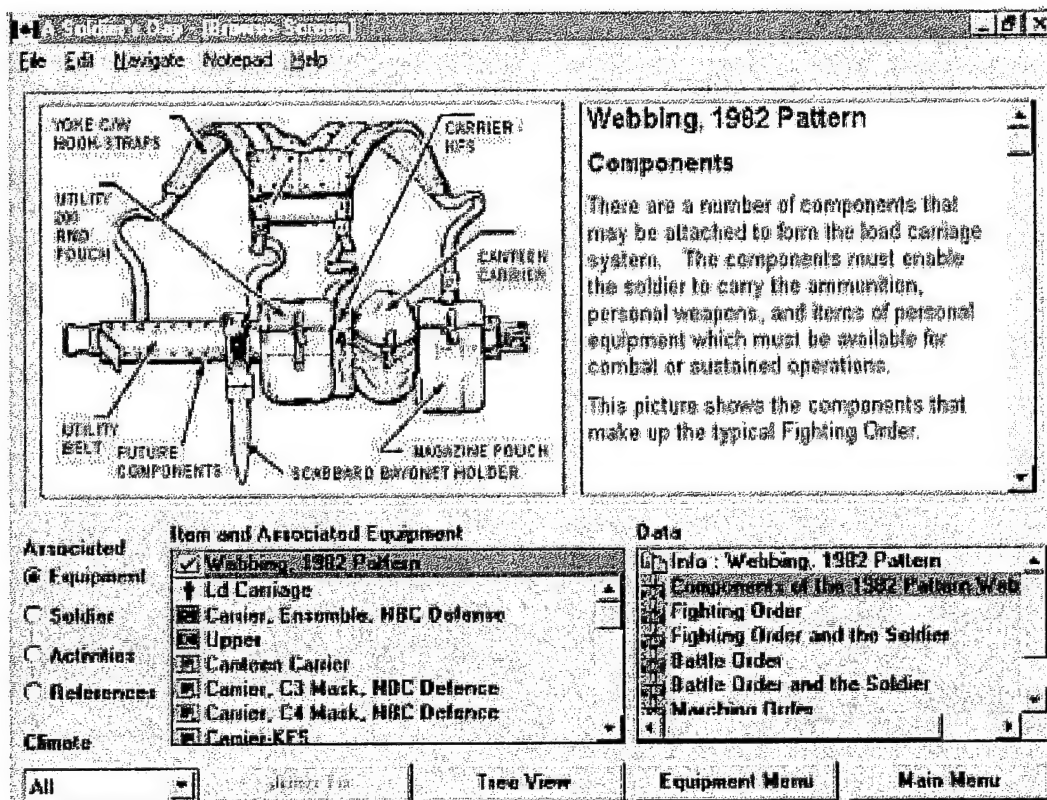 A Soldier's Day - [Browse Screen]
File Edit Navigate Notepad Help
YOKE C/W
HOOK-STRAPS
CARRIER -
KFS
UTILITY
200
RND
POUCH
CANTEEN
CARRIER
UTILITY
BELT
FUTURE
COMPONENTS
MAGAZINE POUCH
SCABBARD BAYONET HOLDER
Webbing, 1982 Pattern
Components
There are a number of components that
may be attached to form the load carriage
system. The components must enable
the soldier to carry the ammunition,
personal weapons, and items of personal
equipment which must be available for
combat or sustained operations.
This picture shows the components that
make up the typical Fighting Order.
Associated
Equipment
Soldier
Activities
References
Climate
All
Item and Associated Equipment
Webbing, 1982 Pattern
Ld Carriage
Carrier, Ensemble, NBC Defense
Upper
Canteen Carrier
Carrier, C3 Mask, NBC Defence
Carrier, C4 Mask, NBC Defence
Carrier-KFS
Data
Info : Webbing, 1982 Pattern
Components of the 1982 Pattern Web
Fighting Order
Fighting Order and the Soldier
Battle Order
Battle Order and the Soldier
Marching Order
Tree View
Equipment Menu
Main Menu